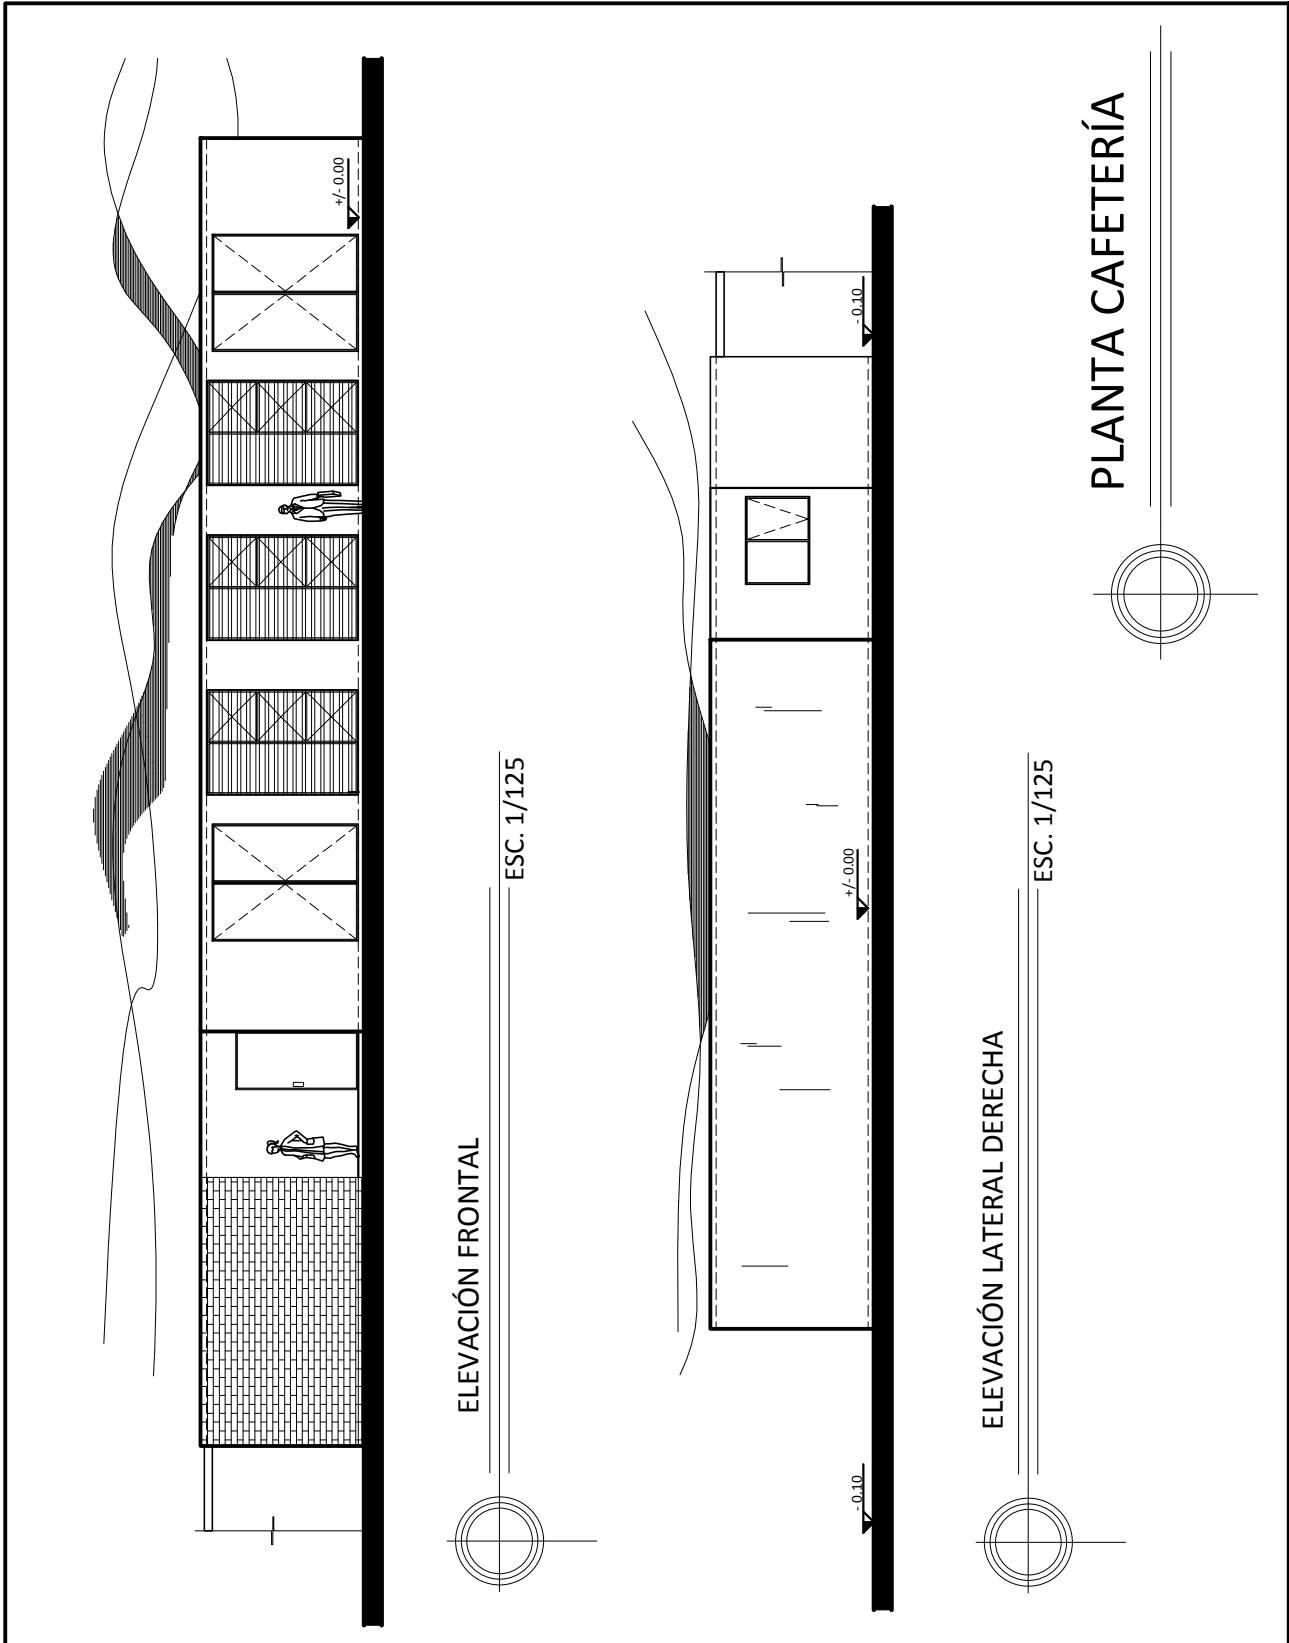 +/- 0.00
ESC. 1/125
ELEVACIÓN FRONTAL
- 0.10
+/- 0.00
- 0.10
ESC. 1/125
ELEVACIÓN LATERAL DERECHA
PLANTA CAFETERÍA